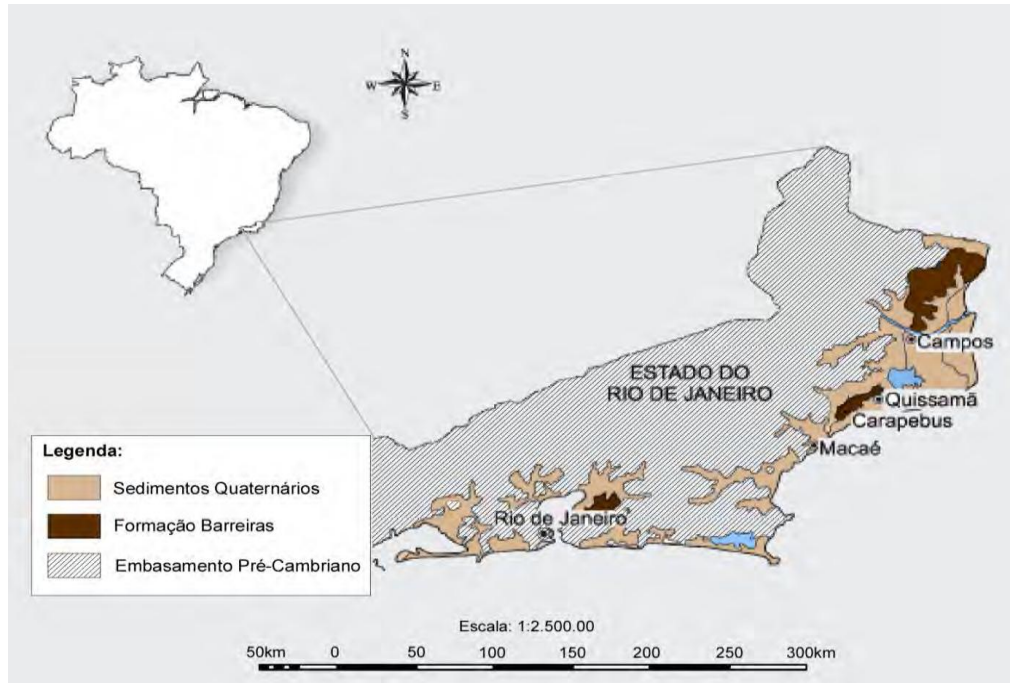 N
W E
S
ESTADO DO
RIO DE JANEIRO
Campos
Quissamã
Carapebus
Macaé
Rio de Janeiro
Legenda:
Sedimentos Quaternários
Formação Barreiras
Embasamento Pré-Cambriano
Escala: 1:2.500.00
50km 0 50 100 150 200 250 300km